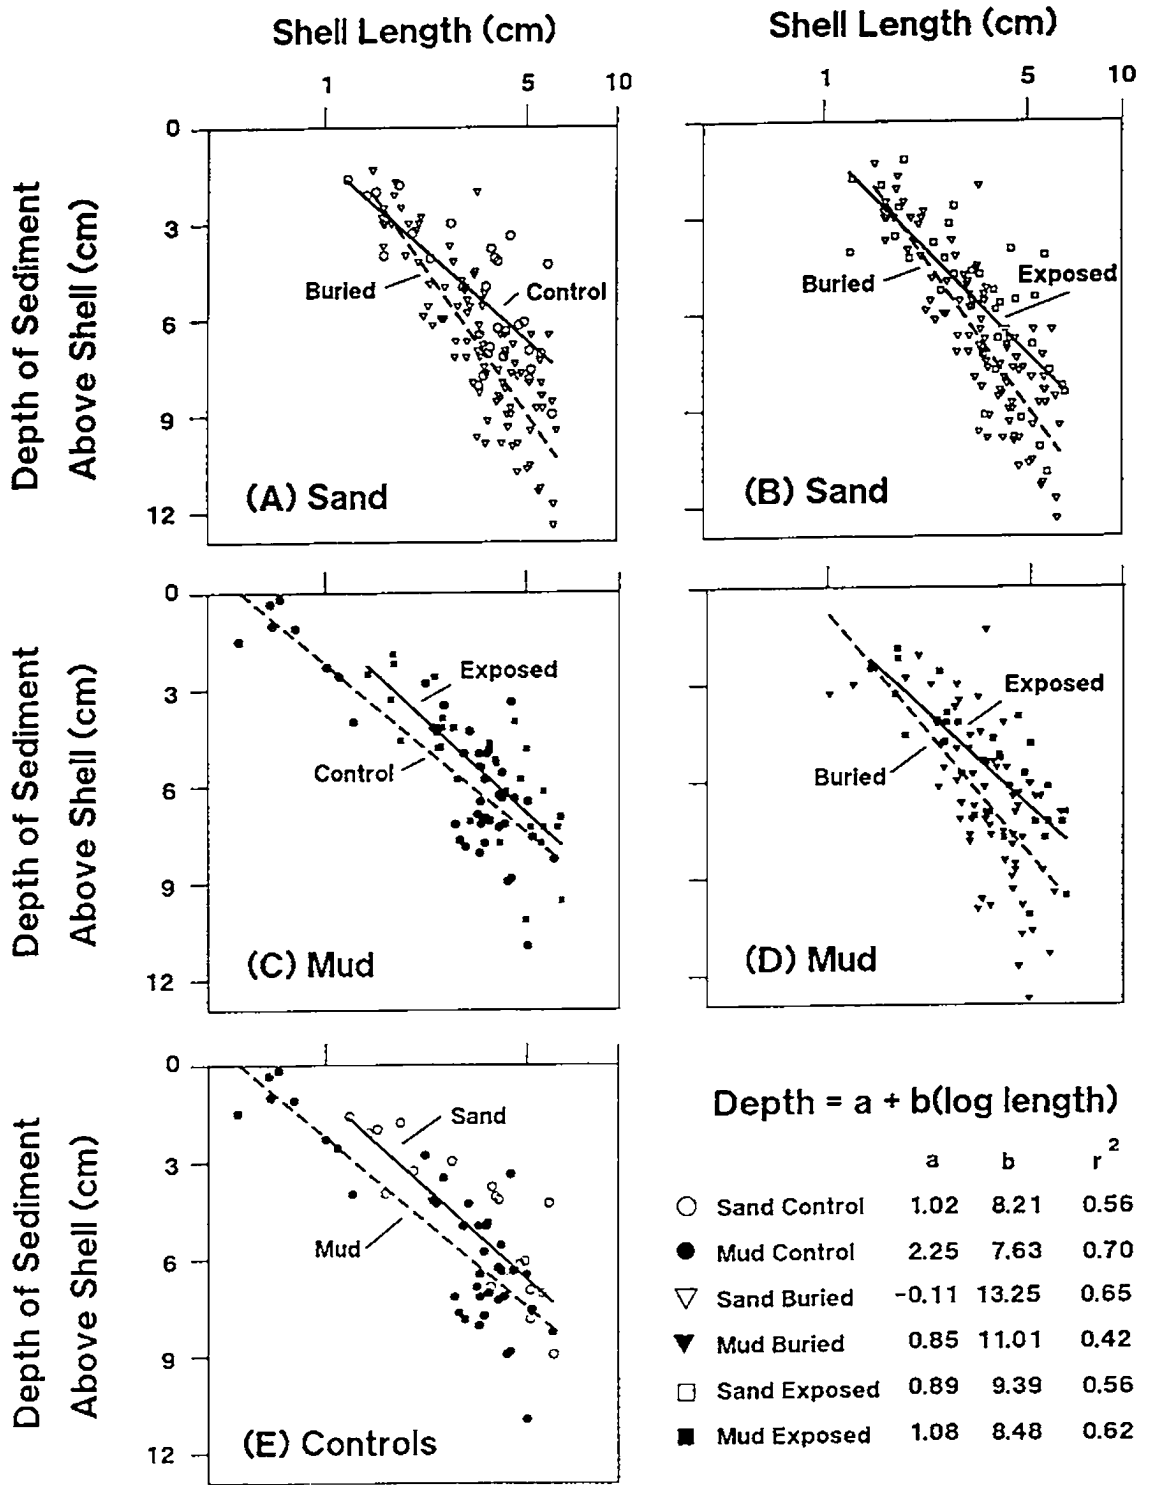 Shell Length (cm)
Shell Length (cm)
1 5 10
1 5 10
Depth of Sediment
Above Shell (cm)
0
3
6
9
12
Buried
Control
(A) Sand
Buried
Exposed
(B) Sand
Depth of Sediment
Above Shell (cm)
0
3
6
9
12
Exposed
Control
(C) Mud
Exposed
Buried
(D) Mud
Depth of Sediment
Above Shell (cm)
0
3
6
9
12
Sand
Mud
(E) Controls
Depth = a + b(log length)
a b r²
Sand Control 1.02 8.21 0.56
Mud Control 2.25 7.63 0.70
Sand Buried -0.11 13.25 0.65
Mud Buried 0.85 11.01 0.42
Sand Exposed 0.89 9.39 0.56
Mud Exposed 1.08 8.48 0.62